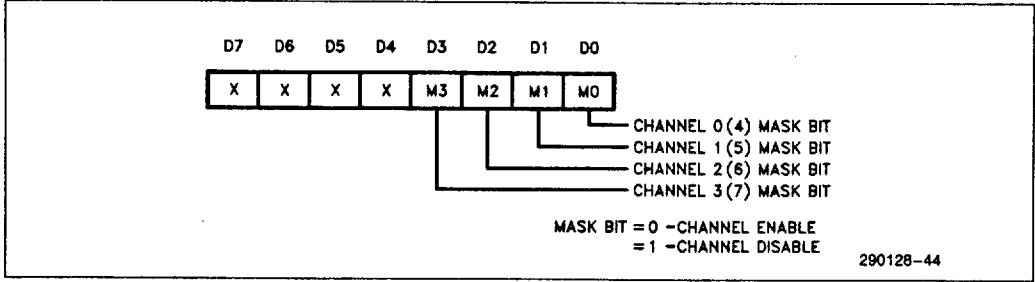 D7 D6 D5 D4 D3 D2 D1 D0
X X X X M3 M2 M1 M0
CHANNEL 0(4) MASK BIT
CHANNEL 1(5) MASK BIT
CHANNEL 2(6) MASK BIT
CHANNEL 3(7) MASK BIT
MASK BIT = 0 -CHANNEL ENABLE
= 1 -CHANNEL DISABLE
290128-44